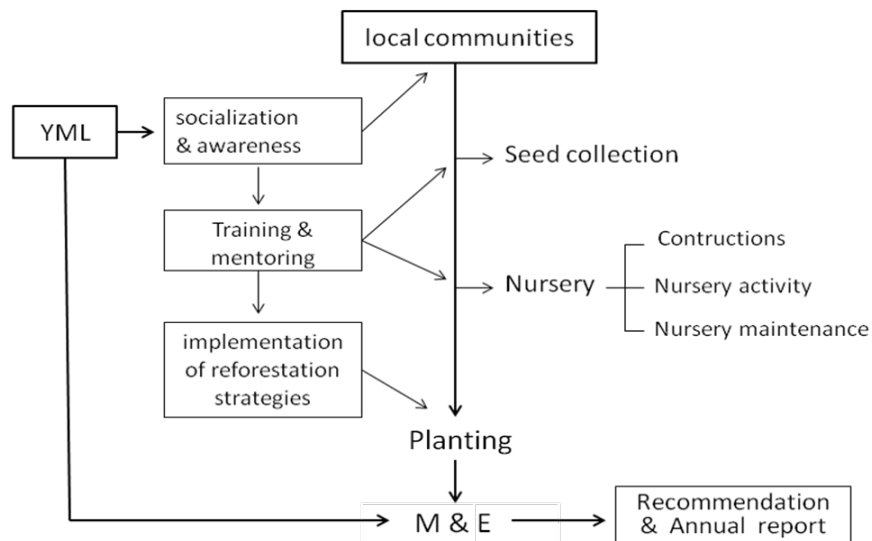 local communities
YML
socialization
& awareness
Seed collection
Training &
mentoring
Contructions
Nursery
Nursery activity
Nursery maintenance
implementation
of reforestation
strategies
Planting
M & E
Recommendation
& Annual report